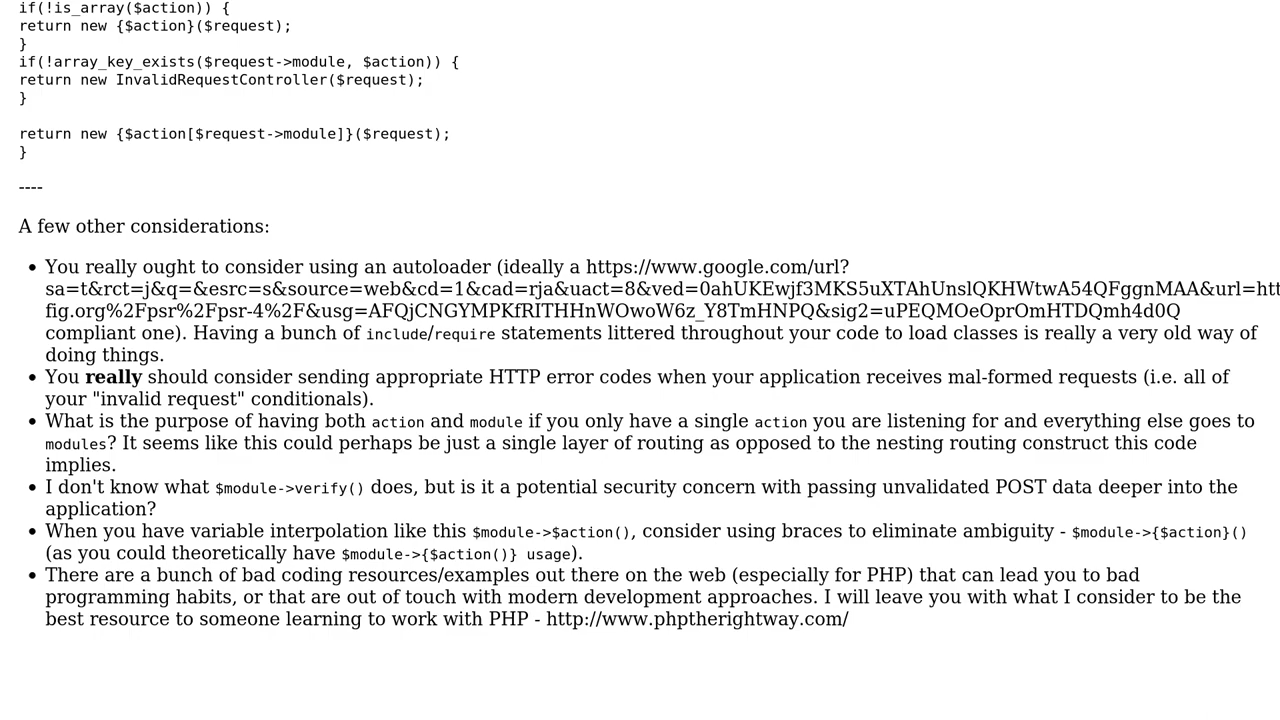 if(!is_array($action)) {
return new {$action}($request);
}
if(!array_key_exists($request->module, $action)) {
return new InvalidRequestController($request);
}
return new {$action[$request->module]}($request);
}
----
A few other considerations:
• You really ought to consider using an autoloader (ideally a https://www.google.com/url?
sa=t&rct=j&q=&esrc=s&source=web&cd=1&cad=rja&uact=8&ved=0ahUKEwjf3MKS5uXTAhUnslQKHWtwA54QFggnMAA&url=htt
fig.org%2Fpsr%2Fpsr-4%2F&usg=AFQjCNGYMPKfRITHHnWOwoW6z_Y8TmHNPQ&sig2=uPEQMOeOprOmHTDQmh4d0Q
compliant one). Having a bunch of include/require statements littered throughout your code to load classes is really a very old way of
doing things.
• You really should consider sending appropriate HTTP error codes when your application receives mal-formed requests (i.e. all of
your "invalid request" conditionals).
• What is the purpose of having both action and module if you only have a single action you are listening for and everything else goes to
modules? It seems like this could perhaps be just a single layer of routing as opposed to the nesting routing construct this code
implies.
• I don't know what $module->verify() does, but is it a potential security concern with passing unvalidated POST data deeper into the
application?
• When you have variable interpolation like this $module->$action(), consider using braces to eliminate ambiguity - $module->{$action}()
(as you could theoretically have $module->{$action()} usage).
• There are a bunch of bad coding resources/examples out there on the web (especially for PHP) that can lead you to bad
programming habits, or that are out of touch with modern development approaches. I will leave you with what I consider to be the
best resource to someone learning to work with PHP - http://www.phptherightway.com/